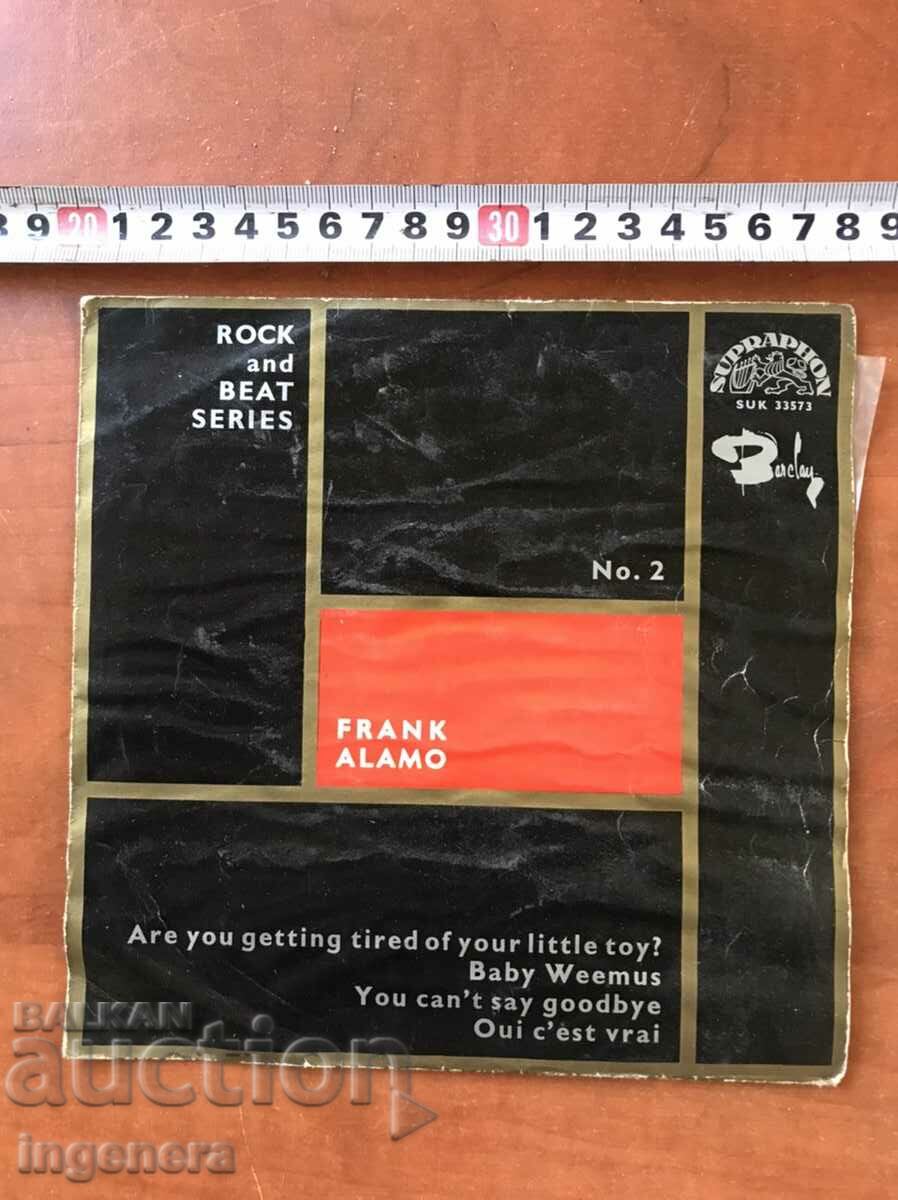 9 20 1 2 3 4 5 6 7 8 9 30 1 2 3 4 5 6 7 8 9
ROCK
and
BEAT
SERIES
SUPRAPHON
SUK 33573
Barclay
No. 2
FRANK
ALAMO
Are you getting tired of your little toy?
Baby Weemus
You can't say goodbye
Oui c'est vrai
BALKAN
auction
ingenera